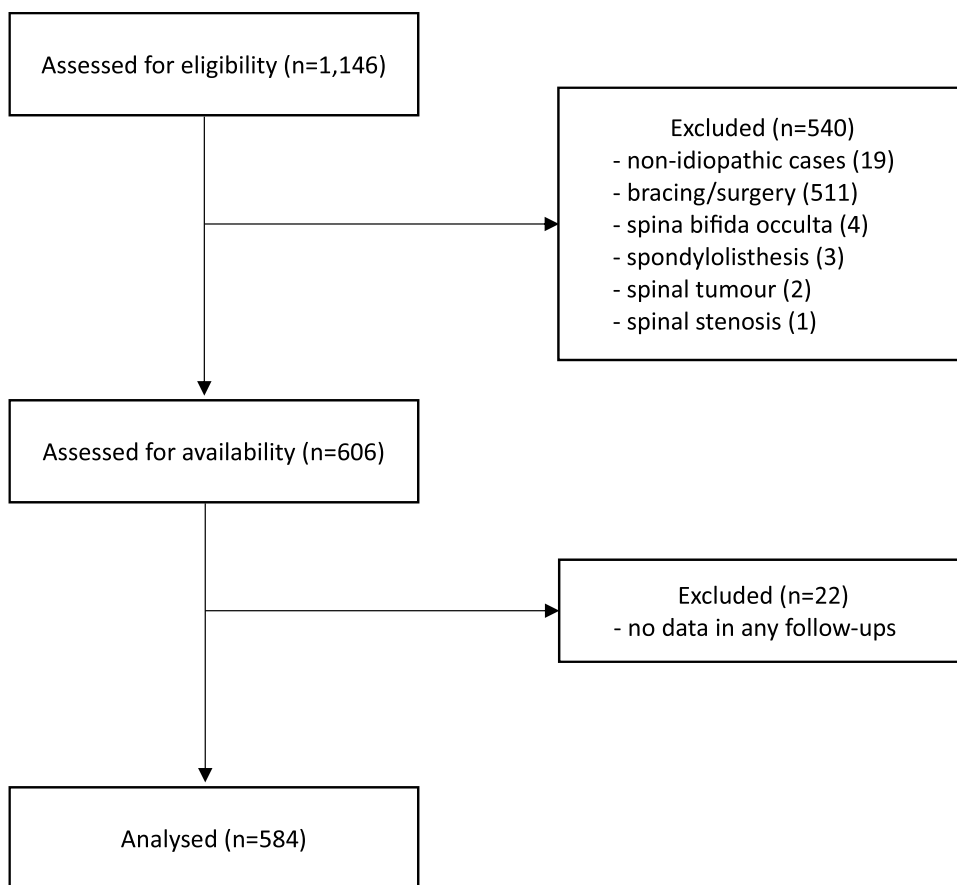 Assessed for eligibility (n=1,146)
Excluded (n=540)
- non-idiopathic cases (19)
- bracing/surgery (511)
- spina bifida occulta (4)
- spondylolisthesis (3)
- spinal tumour (2)
- spinal stenosis (1)
Assessed for availability (n=606)
Excluded (n=22)
- no data in any follow-ups
Analysed (n=584)